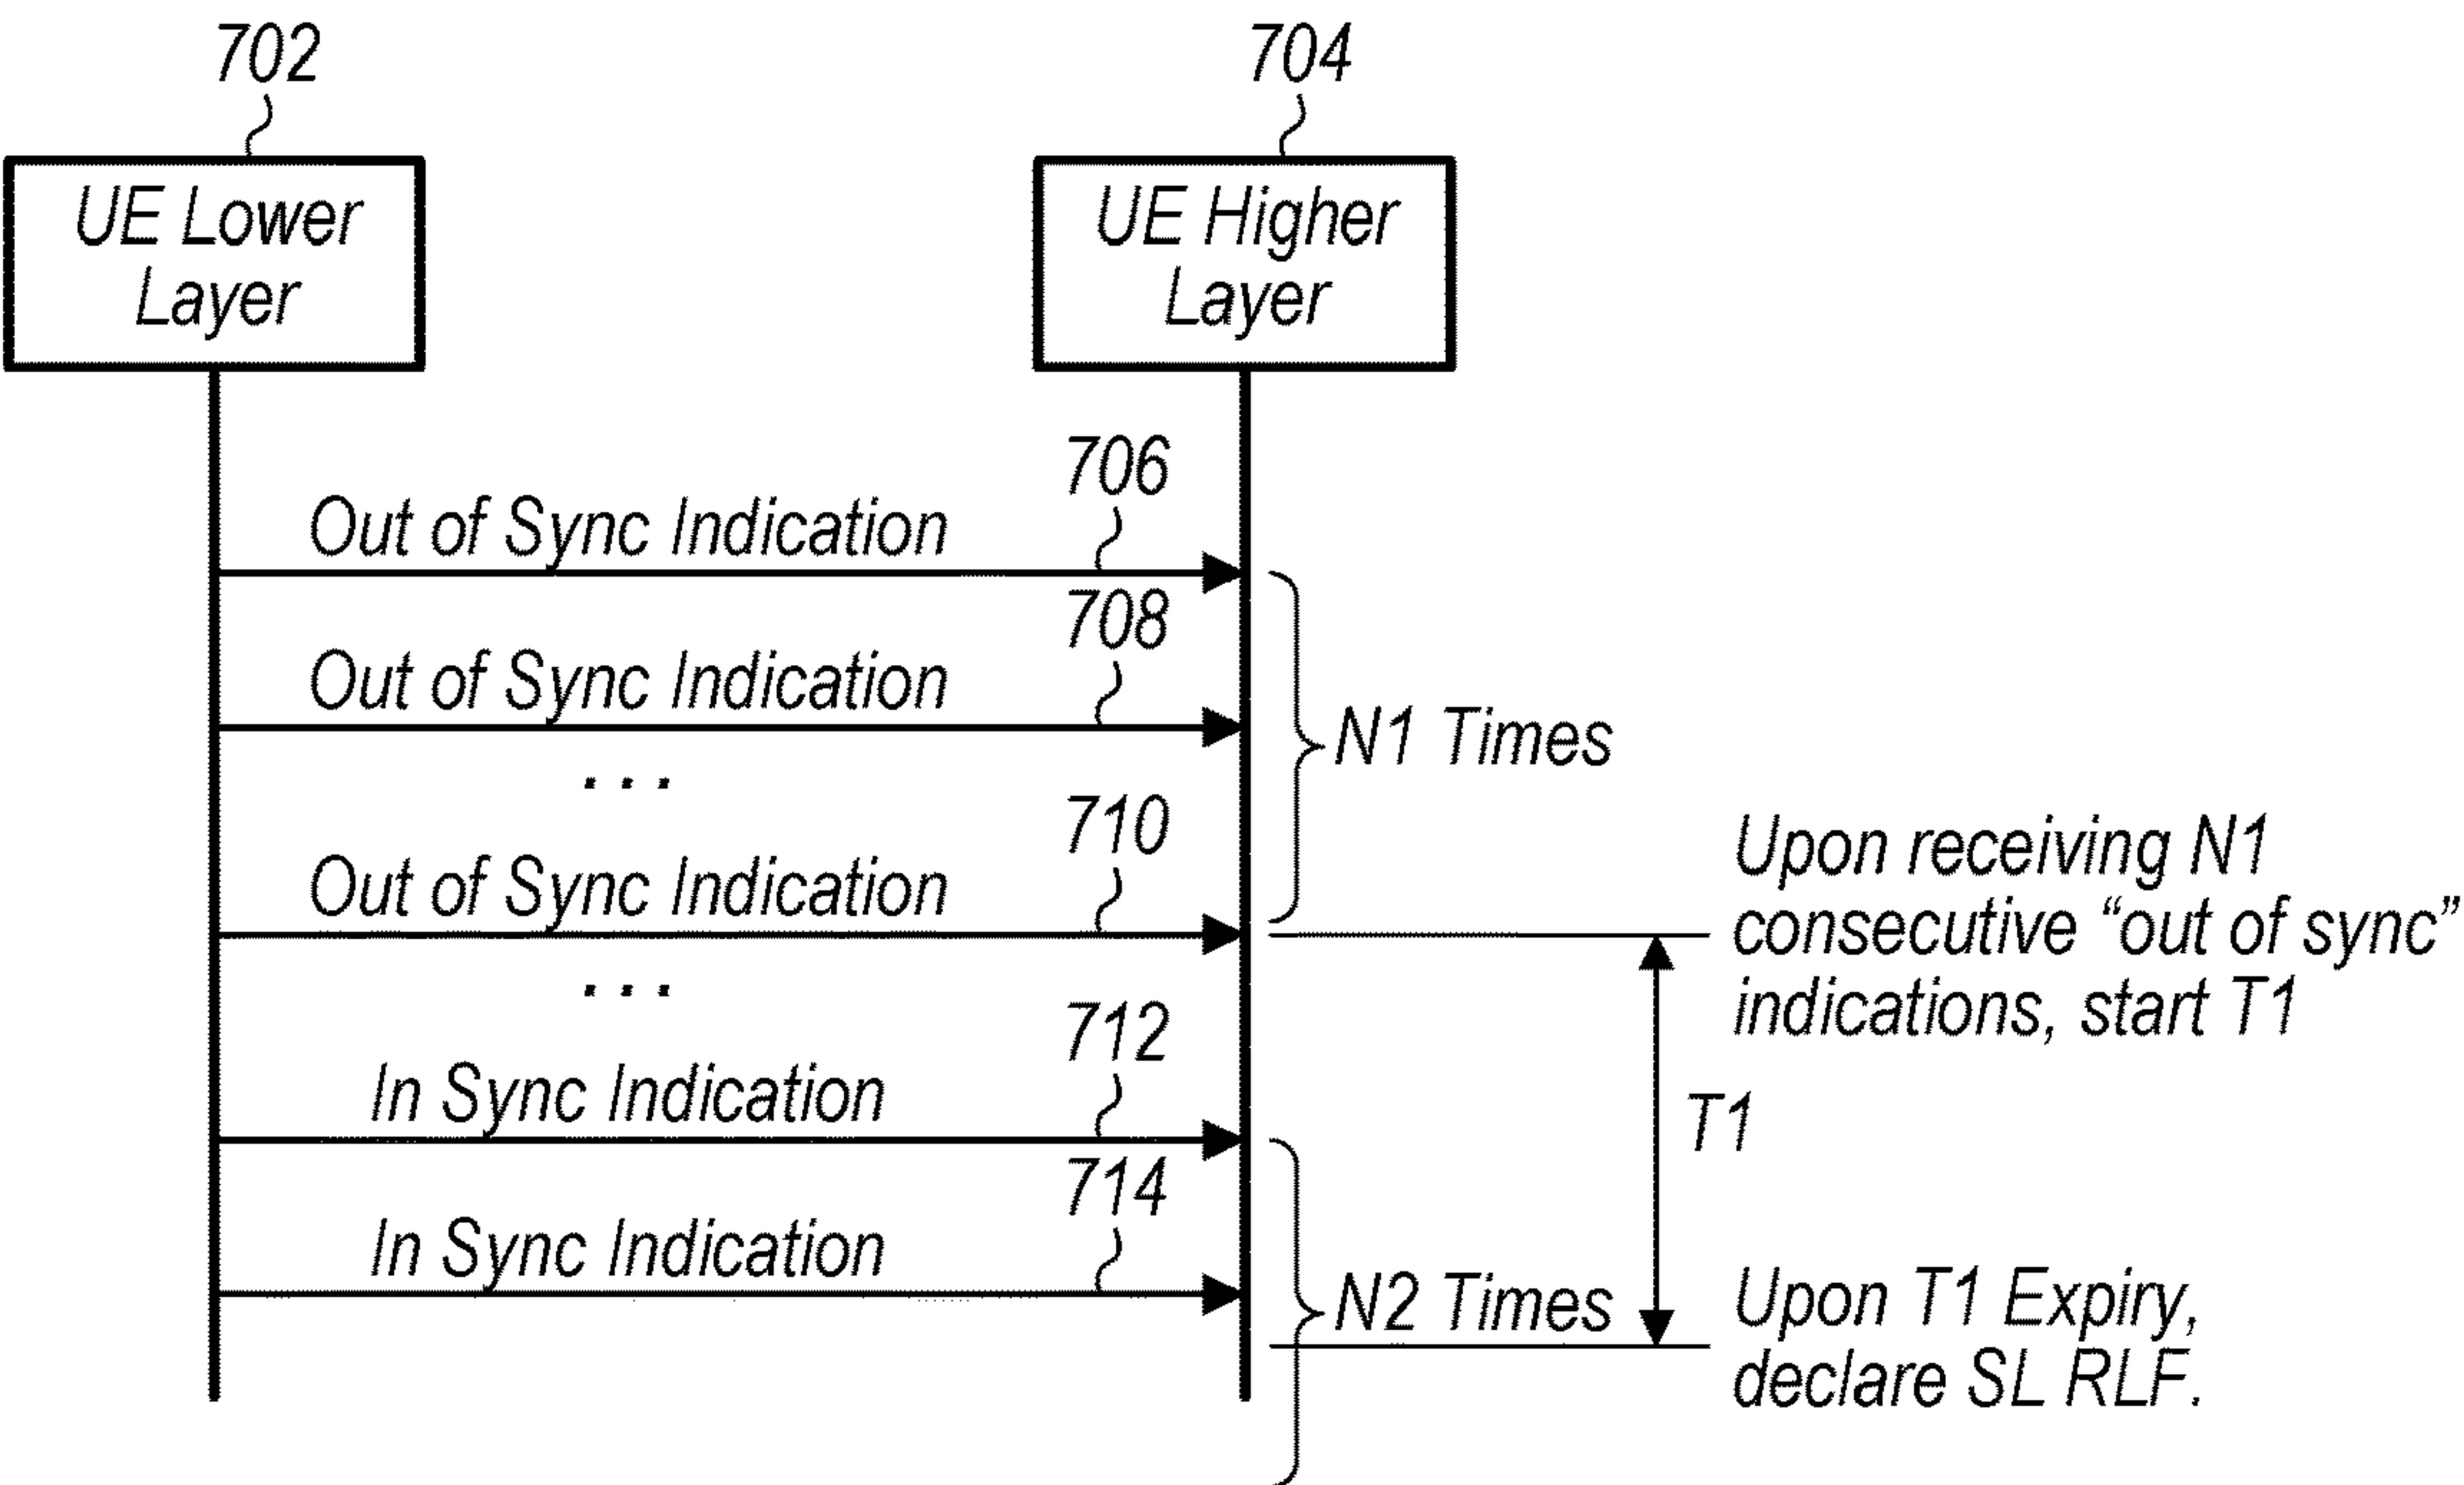 702
704
UE Lower
Layer
UE Higher
Layer
706
Out of Sync Indication
708
Out of Sync Indication
N1 Times
...
710
Out of Sync Indication
Upon receiving N1
consecutive “out of sync”
indications, start T1
...
712
In Sync Indication
T1
714
In Sync Indication
N2 Times
Upon T1 Expiry,
declare SL RLF.